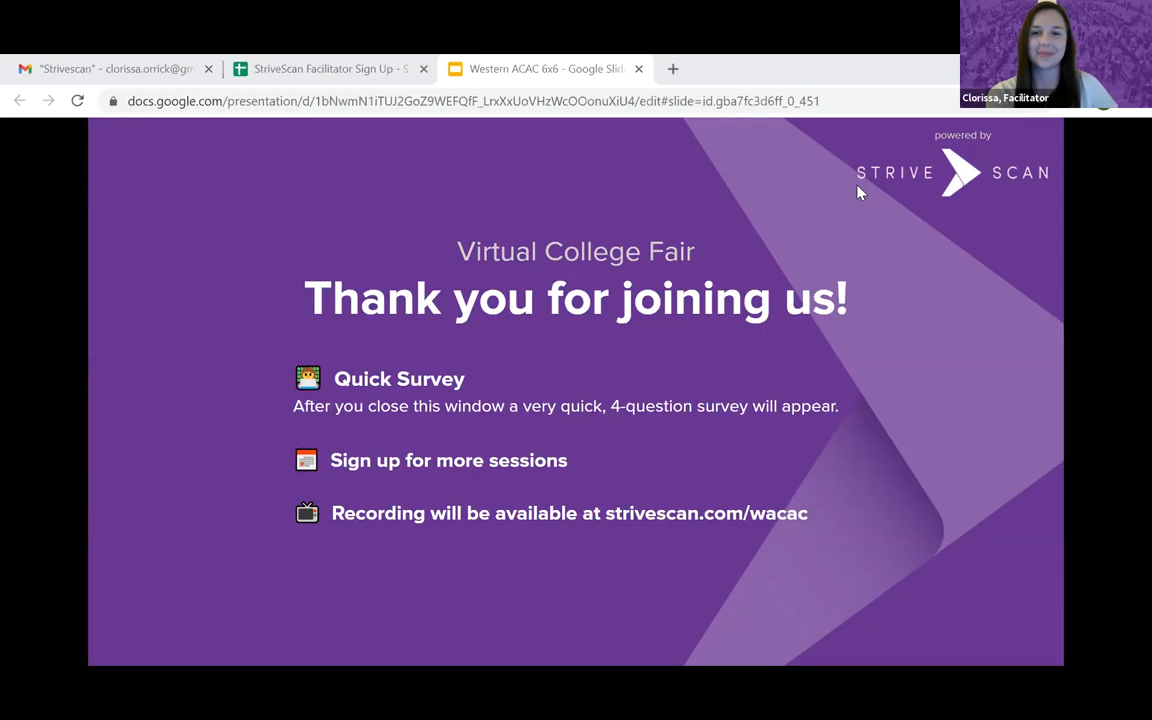 "Strivescan" - clorissa.orrick@gm
StriveScan Facilitator Sign Up - S
Western ACAC 6x6 - Google Slid
docs.google.com/presentation/d/1bNwmN1iTUJ2GoZ9WEFQfF_LrxXxUoVHzWcOOonuXiU4/edit#slide=id.gba7fc3d6ff_0_451
Clorissa, Facilitator
powered by
STRIVE SCAN
Virtual College Fair
Thank you for joining us!
Quick Survey
After you close this window a very quick, 4-question survey will appear.
Sign up for more sessions
Recording will be available at strivescan.com/wacac